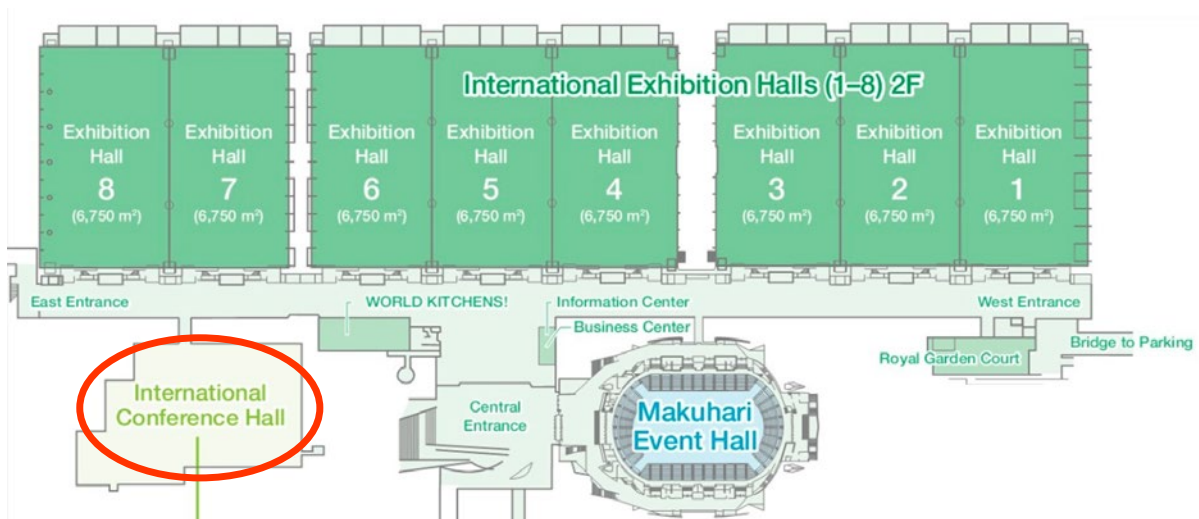 International Exhibition Halls (1–8) 2F
Exhibition
Hall
8
(6,750 m²)
Exhibition
Hall
7
(6,750 m²)
Exhibition
Hall
6
(6,750 m²)
Exhibition
Hall
5
(6,750 m²)
Exhibition
Hall
4
(6,750 m²)
Exhibition
Hall
3
(6,750 m²)
Exhibition
Hall
2
(6,750 m²)
Exhibition
Hall
1
(6,750 m²)
East Entrance
WORLD KITCHENS!
Information Center
West Entrance
Business Center
Bridge to Parking
Royal Garden Court
International
Conference Hall
Central
Entrance
Makuhari
Event Hall